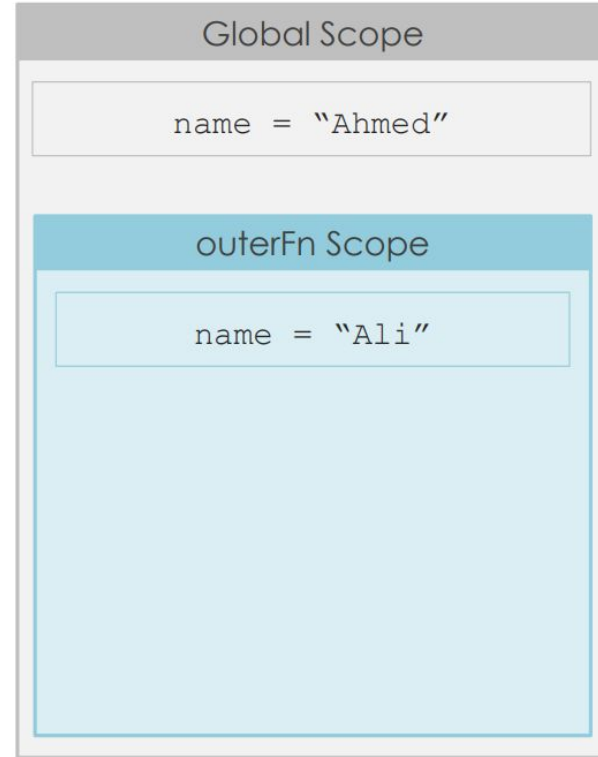 Global Scope
name = “Ahmed”
outerFn Scope
name = “Ali”